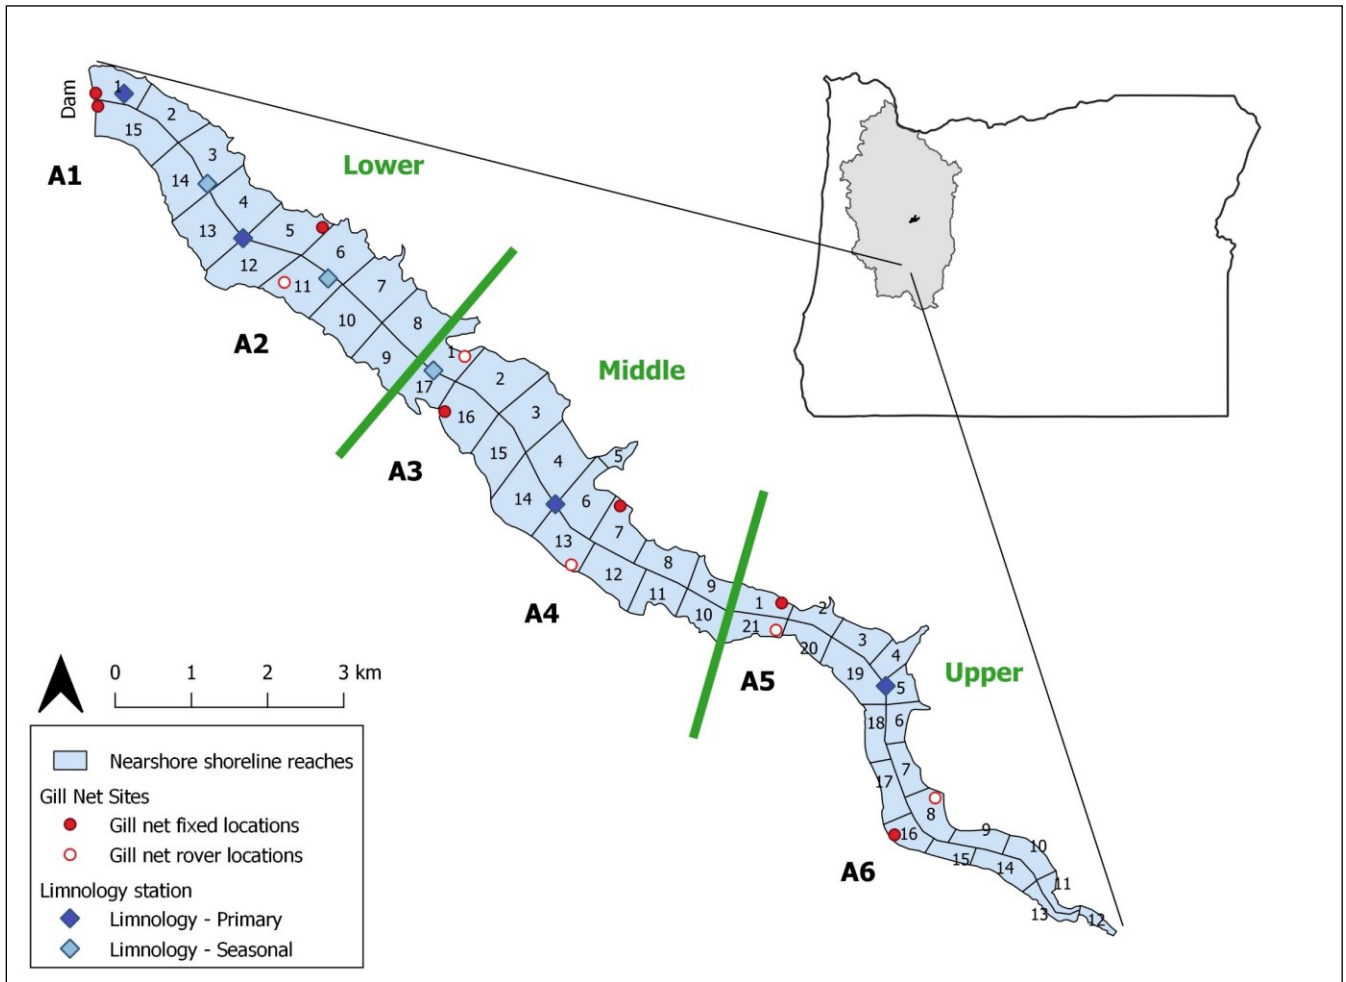 Dam
1
2
15
3
A1
14
Lower
4
13
5
6
12
11
7
10
8
A2
9
1
Middle
17
2
16
3
15
4
5
A3
14
6
7
13
8
12
9
11
10
1
2
A4
21
3
20
4
19
5
Upper
A5
18
6
7
17
8
16
9
10
15
14
A6
11
13
12
0 1 2 3 km
Nearshore shoreline reaches
Gill Net Sites
Gill net fixed locations
Gill net rover locations
Limnology station
Limnology - Primary
Limnology - Seasonal